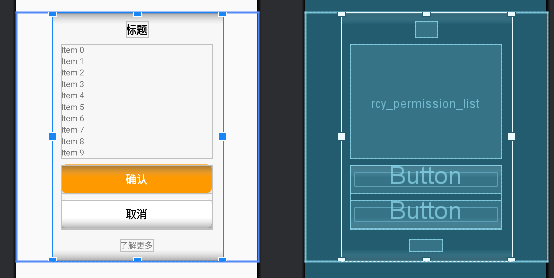 标题
Item 0
Item 1
Item 2
Item 3
Item 4
Item 5
Item 6
Item 7
Item 8
Item 9
确认
取消
了解更多
rcy_permission_list
Button
Button